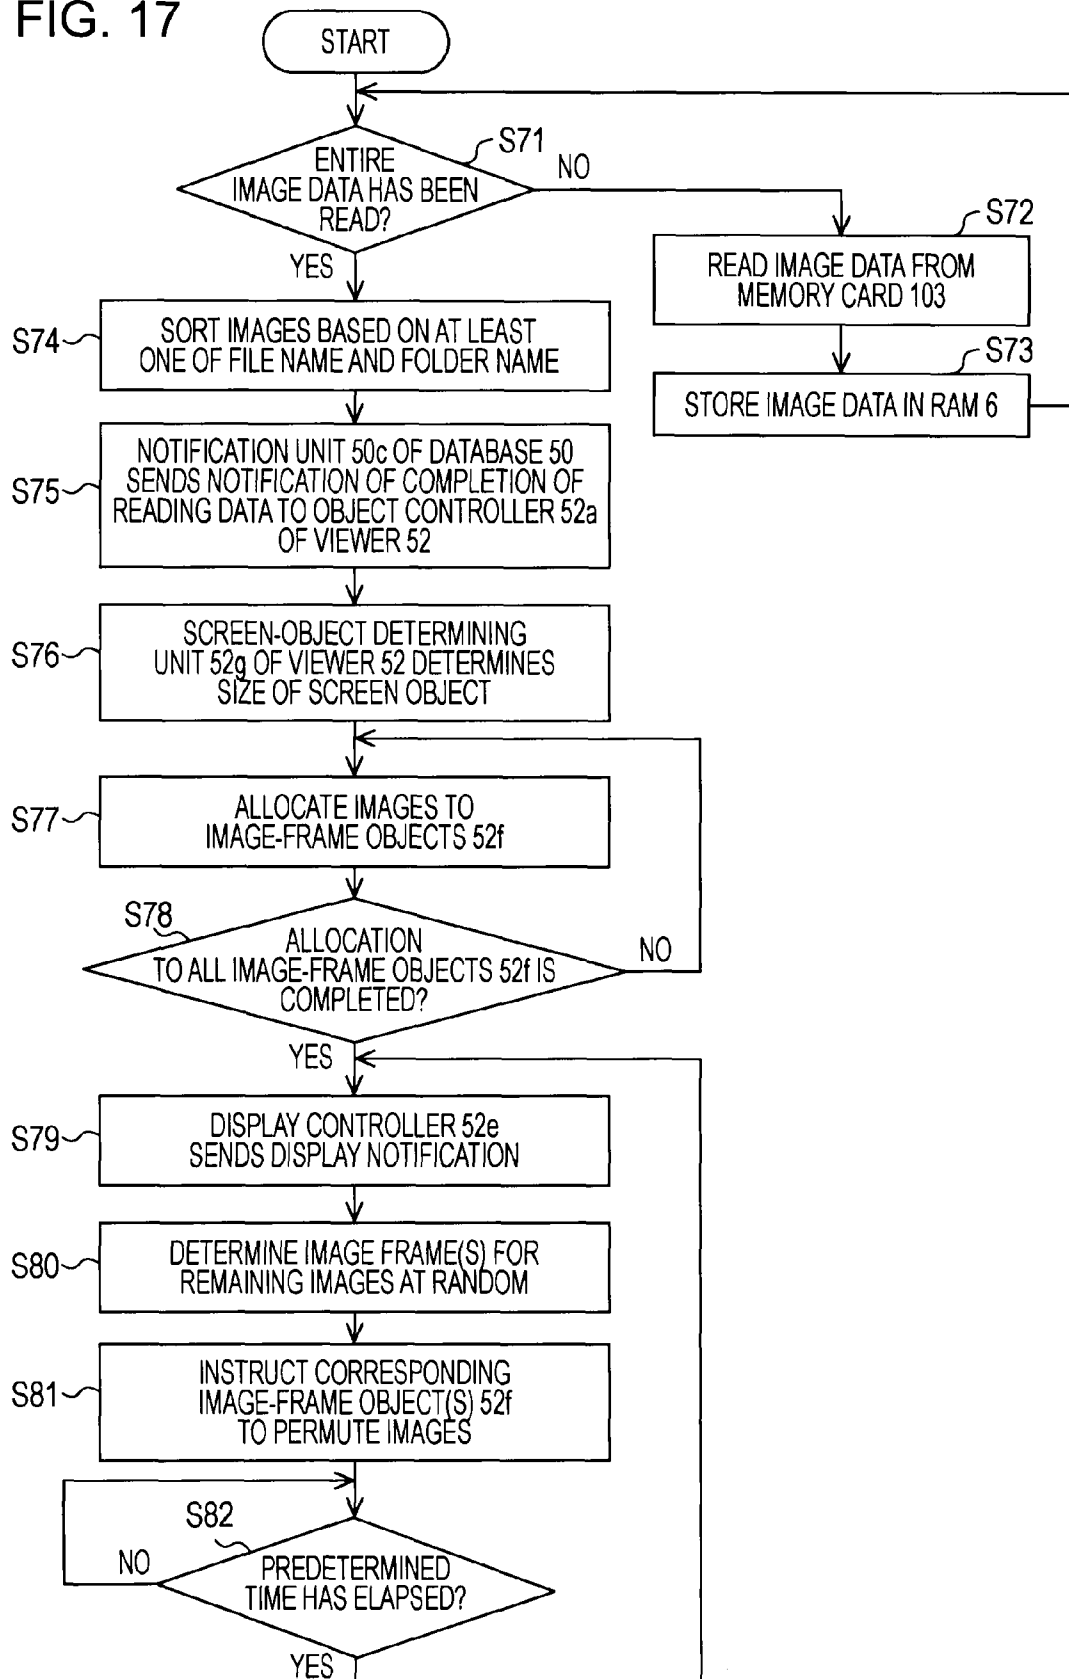 FIG. 17
START
S71
ENTIRE
IMAGE DATA HAS BEEN
READ?
NO
YES
S72
READ IMAGE DATA FROM
MEMORY CARD 103
S73
STORE IMAGE DATA IN RAM 6
S74
SORT IMAGES BASED ON AT LEAST
ONE OF FILE NAME AND FOLDER NAME
S75
NOTIFICATION UNIT 50c OF DATABASE 50
SENDS NOTIFICATION OF COMPLETION OF
READING DATA TO OBJECT CONTROLLER 52a
OF VIEWER 52
S76
SCREEN-OBJECT DETERMINING
UNIT 52g OF VIEWER 52 DETERMINES
SIZE OF SCREEN OBJECT
S77
ALLOCATE IMAGES TO
IMAGE-FRAME OBJECTS 52f
S78
ALLOCATION
TO ALL IMAGE-FRAME OBJECTS 52f IS
COMPLETED?
NO
YES
S79
DISPLAY CONTROLLER 52e
SENDS DISPLAY NOTIFICATION
S80
DETERMINE IMAGE FRAME(S) FOR
REMAINING IMAGES AT RANDOM
S81
INSTRUCT CORRESPONDING
IMAGE-FRAME OBJECT(S) 52f
TO PERMUTE IMAGES
S82
PREDETERMINED
TIME HAS ELAPSED?
NO
YES